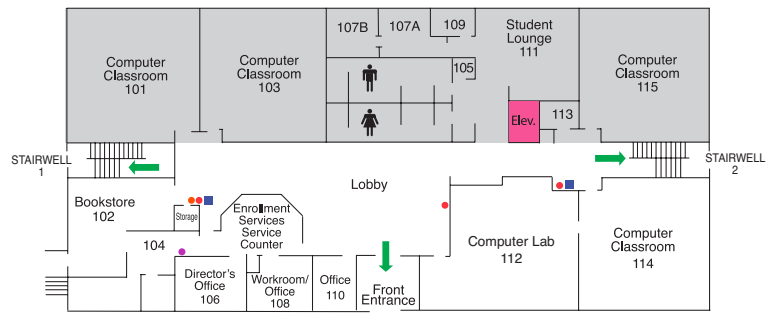 107B
107A
109
Student
Lounge
111
Computer
Classroom
101
Computer
Classroom
103
105
Computer
Classroom
115
Elev.
113
STAIRWELL
1
STAIRWELL
2
Lobby
Bookstore
102
Storage
Enrollment
Services
Service
Counter
104
Computer Lab
112
Computer
Classroom
114
Director's
Office
106
Workroom/
Office
108
Office
110
Front
Entrance